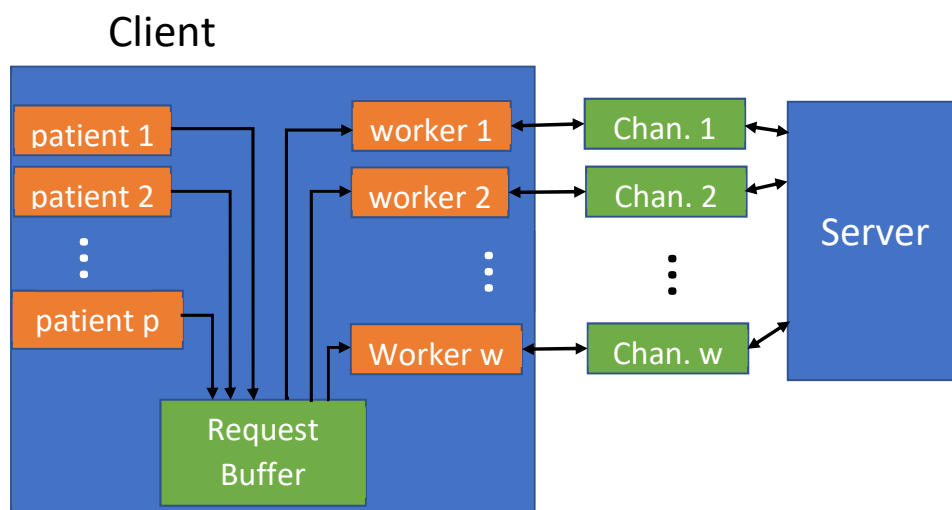 Client
patient 1
worker 1
Chan. 1
patient 2
worker 2
Chan. 2
Server
patient p
Worker w
Chan. w
Request
Buffer